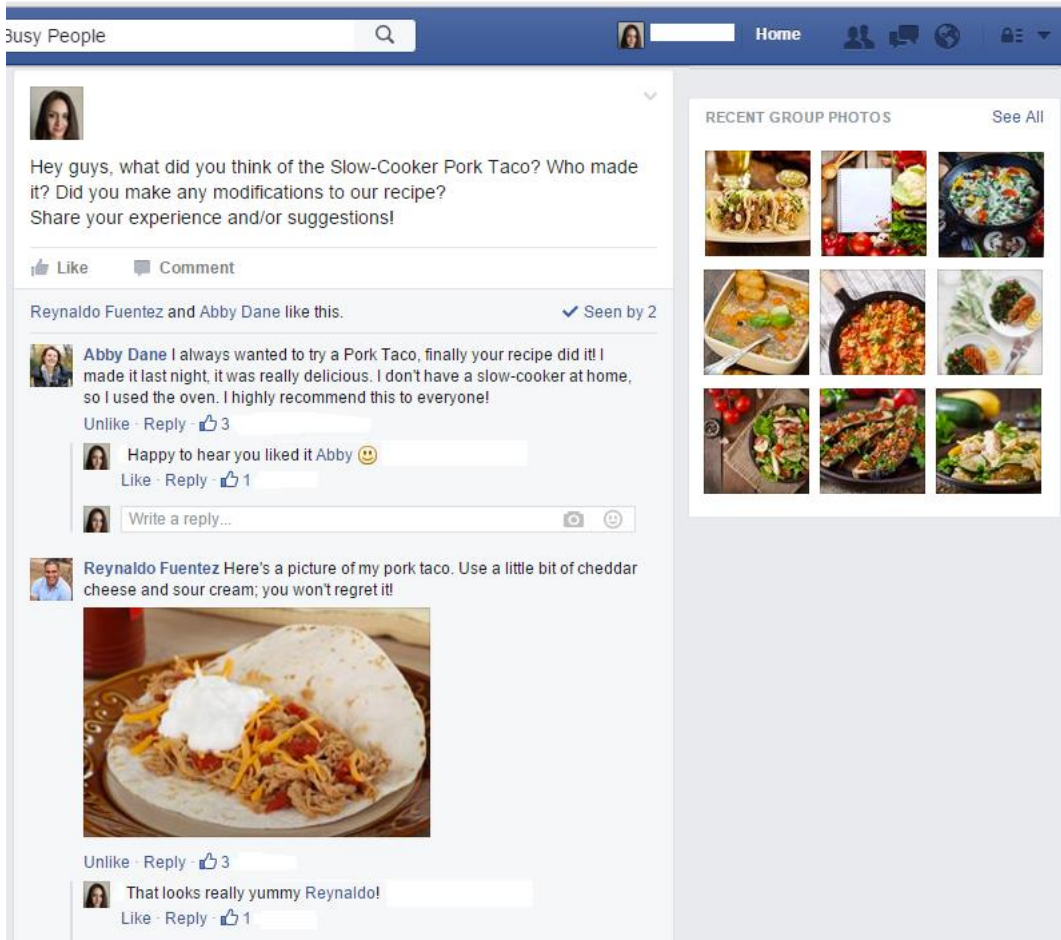 Busy People
Home
Hey guys, what did you think of the Slow-Cooker Pork Taco? Who made
it? Did you make any modifications to our recipe?
Share your experience and/or suggestions!
Like Comment
Reynaldo Fuentez and Abby Dane like this. Seen by 2
Abby Dane I always wanted to try a Pork Taco, finally your recipe did it! I
made it last night, it was really delicious. I don't have a slow-cooker at home,
so I used the oven. I highly recommend this to everyone!
Unlike · Reply · 3
Happy to hear you liked it Abby
Like · Reply · 1
Write a reply...
Reynaldo Fuentez Here's a picture of my pork taco. Use a little bit of cheddar
cheese and sour cream; you won't regret it!
Unlike · Reply · 3
That looks really yummy Reynaldo!
Like · Reply · 1
RECENT GROUP PHOTOS See All